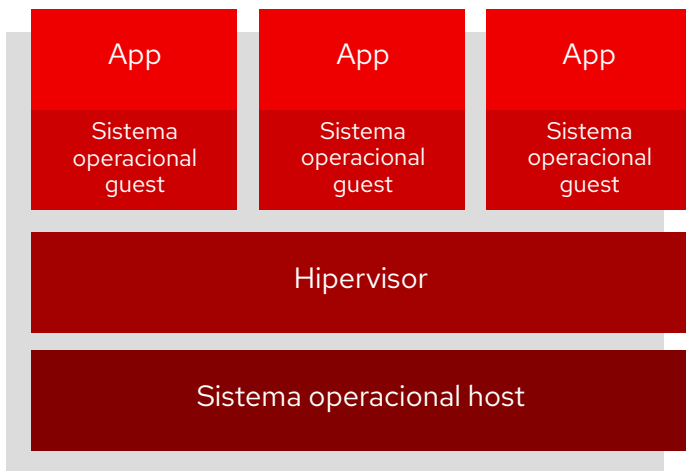 App
App
App
Sistema
operacional
guest
Sistema
operacional
guest
Sistema
operacional
guest
Hipervisor
Sistema operacional host